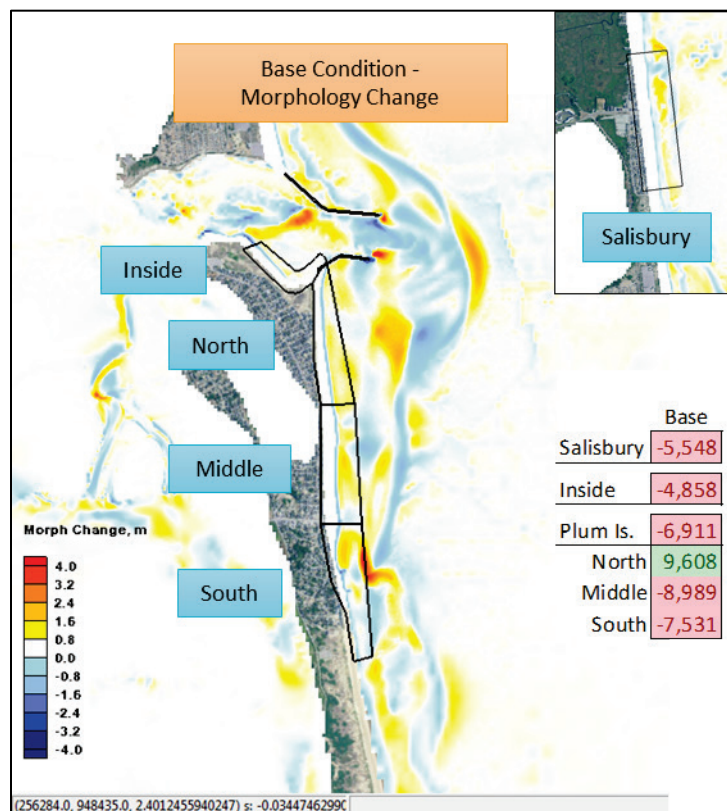 Base Condition -
Morphology Change
Salisbury
Inside
North
Middle
South
Base
Salisbury -5,548
Inside -4,858
Plum Is. -6,911
North 9,608
Middle -8,989
South -7,531
Morph Change, m
4.0
3.2
2.4
1.6
0.8
0.0
-0.8
-1.6
-2.4
-3.2
-4.0
(256284.0, 948435.0, 2.4012455940247) s: -0.0344746299